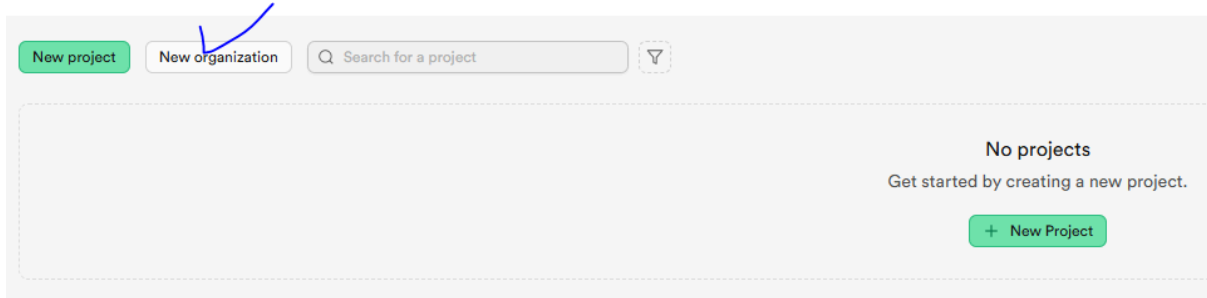 New project New organization Search for a project
No projects
Get started by creating a new project.
+ New Project